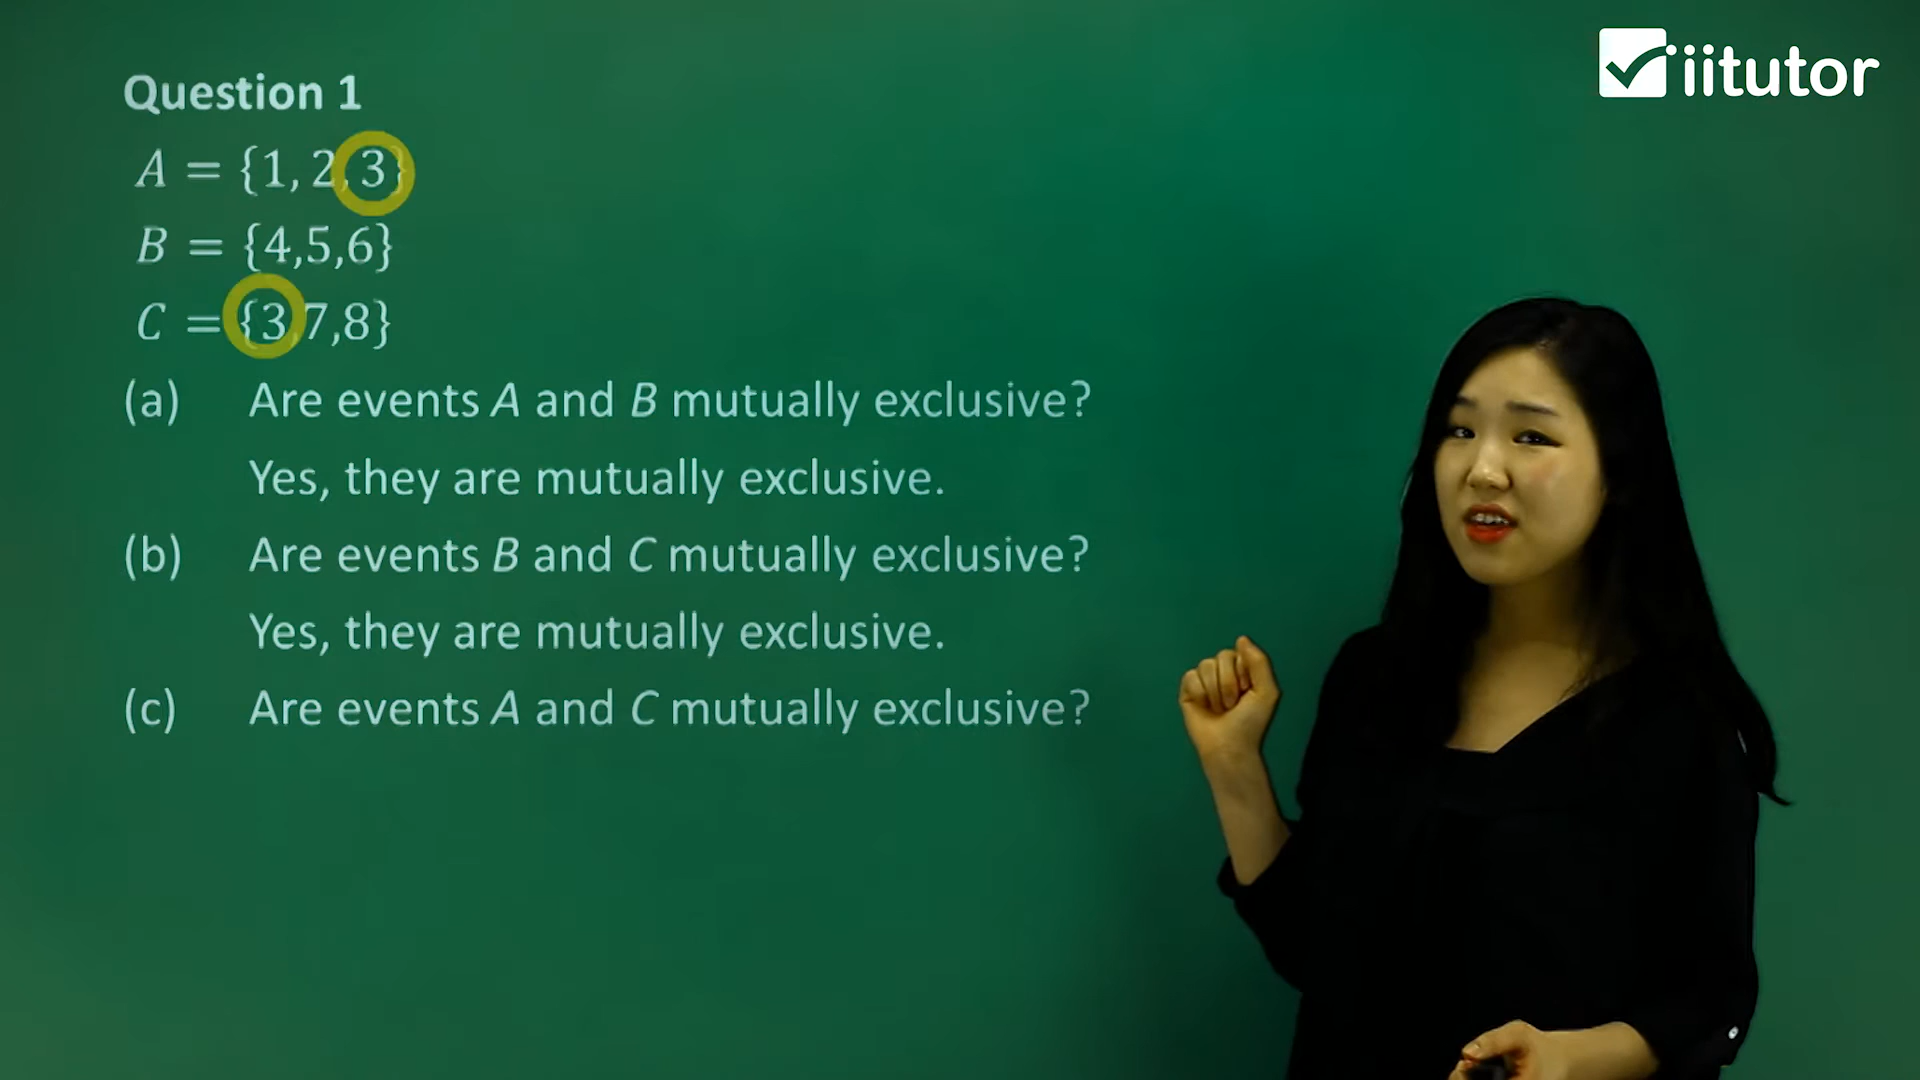 iitutor
Question 1
A = {1, 2, 3}
B = {4,5,6}
C = {3,7,8}
(a) Are events A and B mutually exclusive?
Yes, they are mutually exclusive.
(b) Are events B and C mutually exclusive?
Yes, they are mutually exclusive.
(c) Are events A and C mutually exclusive?